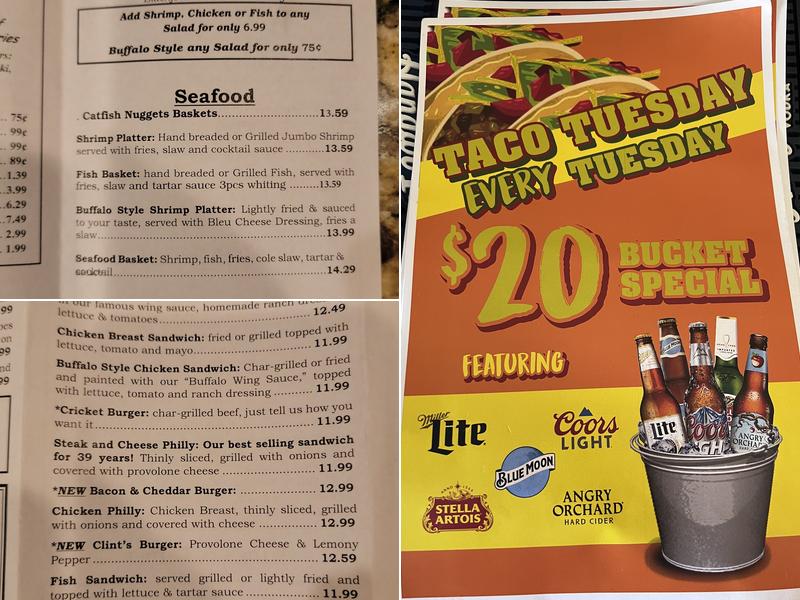 Add Shrimp, Chicken or Fish to any
Salad for only 6.99
Buffalo Style any Salad for only 75¢
Seafood
Catfish Nuggets Baskets 13.59
Shrimp Platter: Hand breaded or Grilled Jumbo Shrimp
served with fries, slaw and cocktail sauce 13.59
Fish Basket: hand breaded or Grilled Fish, served with
fries, slaw and tartar sauce 3pcs whiting 13.59
Buffalo Style Shrimp Platter: Lightly fried & sauced
to your taste, served with Bleu Cheese Dressing, fries a
slaw 13.99
Seafood Basket: Shrimp, fish, fries, cole slaw, tartar &
cocktail 14.29
75¢
99¢
99¢
89¢
1.39
3.99
6.29
7.49
2.99
1.99
in our famous wing sauce, homemade ranch
lettuce & tomatoes 12.49
Chicken Breast Sandwich: fried or grilled topped with
lettuce, tomato and mayo 11.99
Buffalo Style Chicken Sandwich: Char-grilled or fried
and painted with our "Buffalo Wing Sauce," topped
with lettuce, tomato and ranch dressing 11.99
*Cricket Burger: char-grilled beef, just tell us how you
want it 11.99
Steak and Cheese Philly: Our best selling sandwich
for 39 years! Thinly sliced, grilled with onions and
covered with provolone cheese 11.99
*NEW Bacon & Cheddar Burger: 12.99
Chicken Philly: Chicken Breast, thinly sliced, grilled
with onions and covered with cheese 12.99
*NEW Clint's Burger: Provolone Cheese & Lemony
Pepper 12.59
Fish Sandwich: served grilled or lightly fried and
topped with lettuce & tartar sauce 11.99
TACO TUESDAY
EVERY TUESDAY
$20 BUCKET
SPECIAL
FEATURING
Miller
Lite
Coors
LIGHT
BLUE MOON
STELLA
ARTOIS
ANGRY
ORCHARD
HARD CIDER
Lite
Coors
ANGRY
ORCHARD